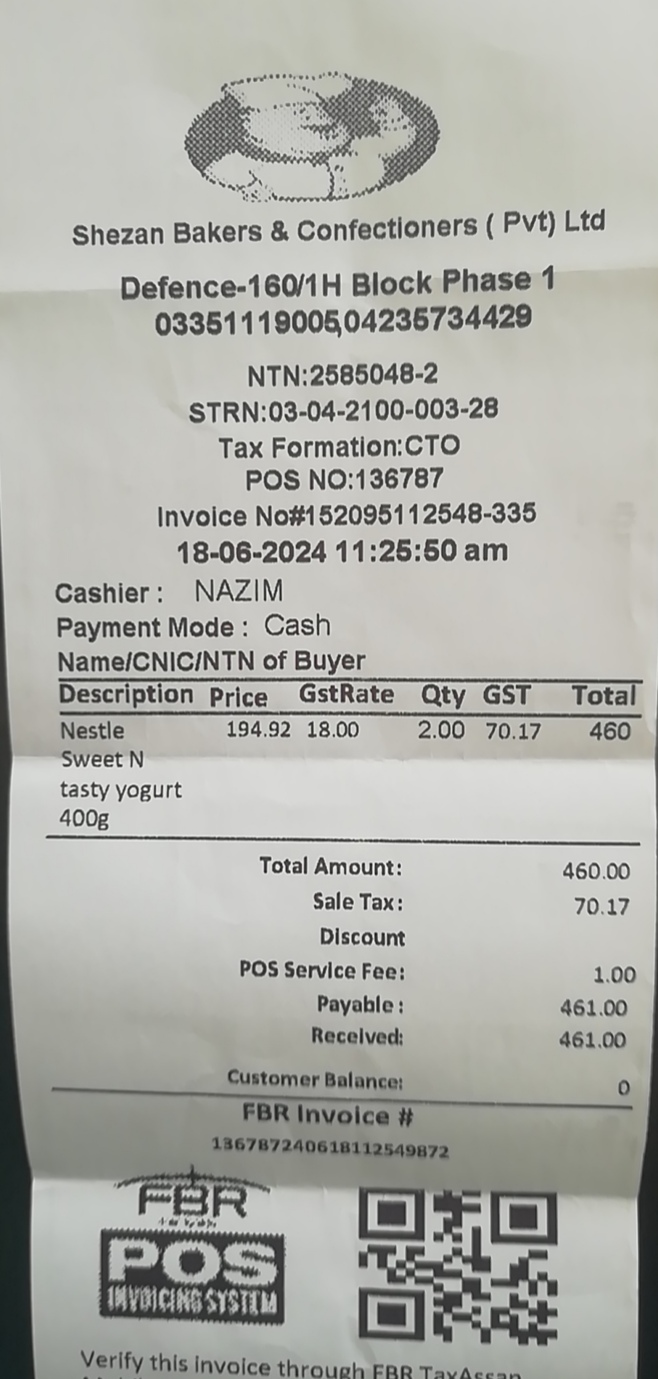 Shezan Bakers & Confectioners ( Pvt) Ltd
Defence-160/1H Block Phase 1
03351119005,04235734429
NTN:2585048-2
STRN:03-04-2100-003-28
Tax Formation:CTO
POS NO:136787
Invoice No#152095112548-335
18-06-2024 11:25:50 am
Cashier : NAZIM
Payment Mode : Cash
Name/CNIC/NTN of Buyer
Description Price GstRate Qty GST Total
Nestle 194.92 18.00 2.00 70.17 460
Sweet N
tasty yogurt
400g
Total Amount: 460.00
Sale Tax: 70.17
Discount
POS Service Fee: 1.00
Payable : 461.00
Received: 461.00
Customer Balance: 0
FBR Invoice #
136787240618112549872
FBR
POS
INVOICING SYSTEM
Verify this invoice through FBR TaxAssan